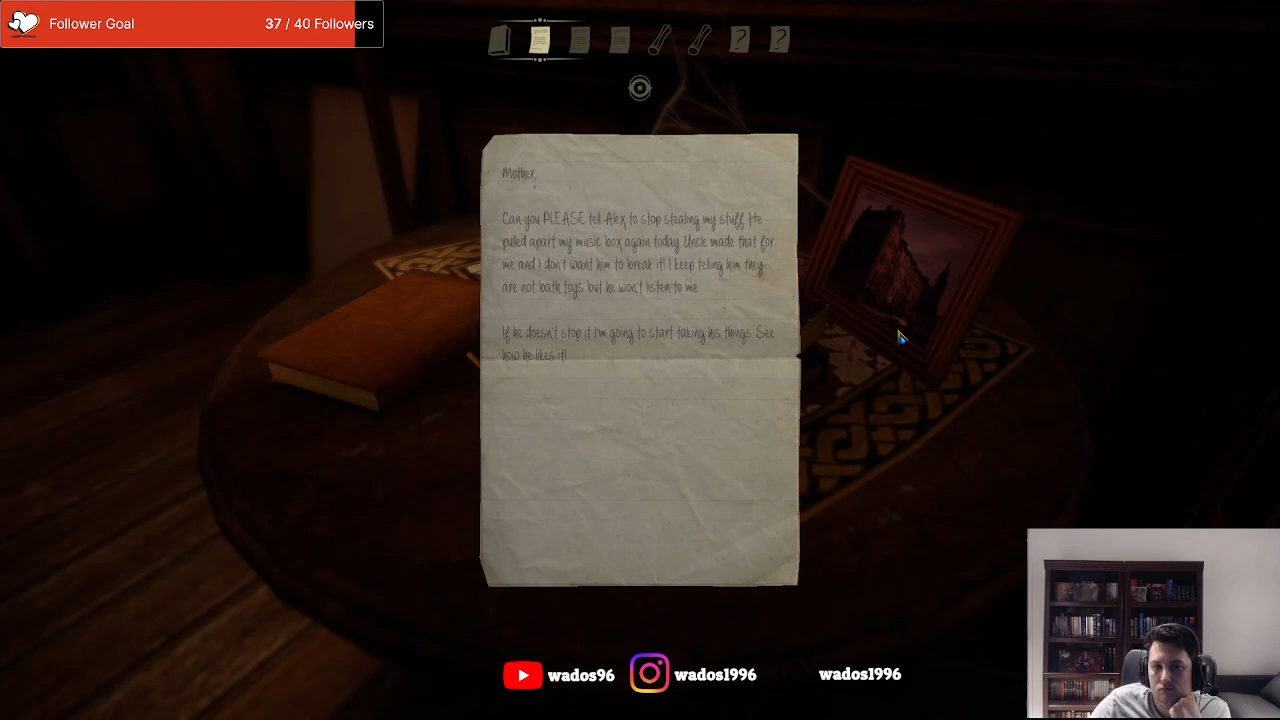 Follower Goal
37 / 40 Followers
? ?
Mother,
Can you PLEASE tell Alex to stop stealing my stuff. He
pulled apart my music box again today. Uncle made that for
me and I don't want him to break it! I keep telling him they
are not bath toys but he won't listen to me.
If he doesn't stop it I'm going to start taking his things. See
how he likes it!
wados96 wados1996 wados1996